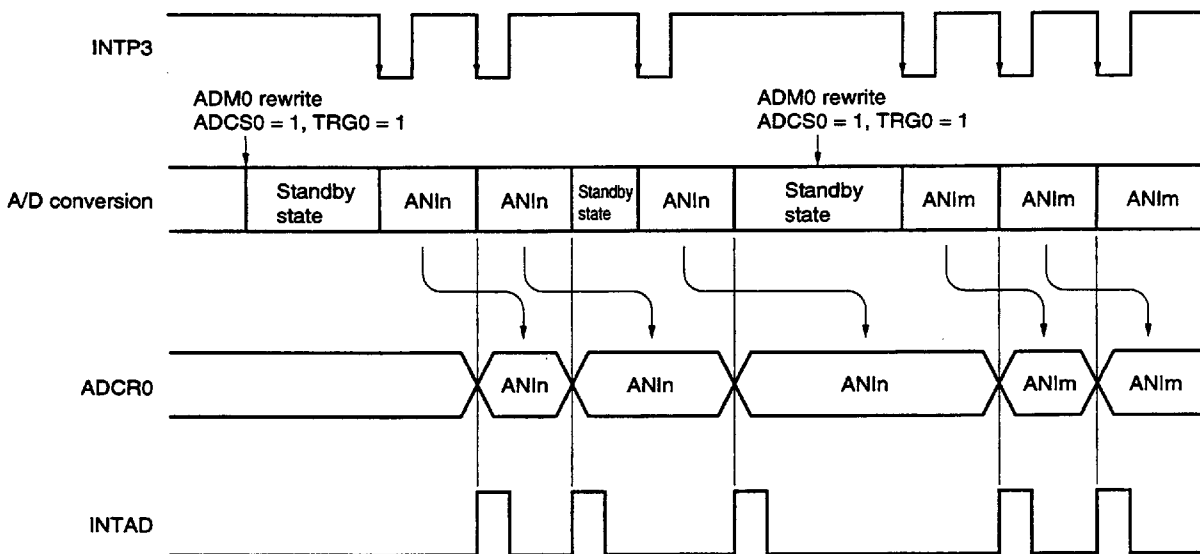 INTP3
ADM0 rewrite
ADCS0 = 1, TRG0 = 1
ADM0 rewrite
ADCS0 = 1, TRG0 = 1
A/D conversion
Standby
state
ANIn
ANIn
Standby
state
ANIn
Standby
state
ANIm
ANIm
ANIm
ADCR0
ANIn
ANIn
ANIn
ANIm
ANIm
INTAD